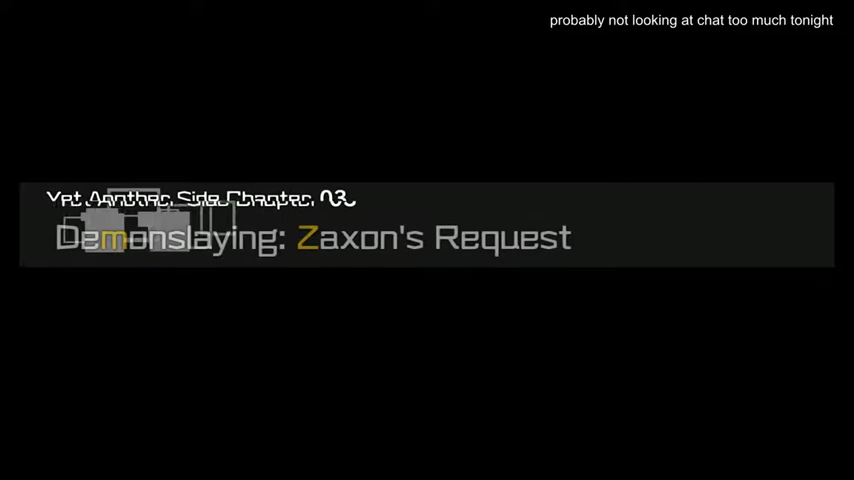 probably not looking at chat too much tonight
Yet Another Side Chapter 03
Demonslaying: Zaxon's Request